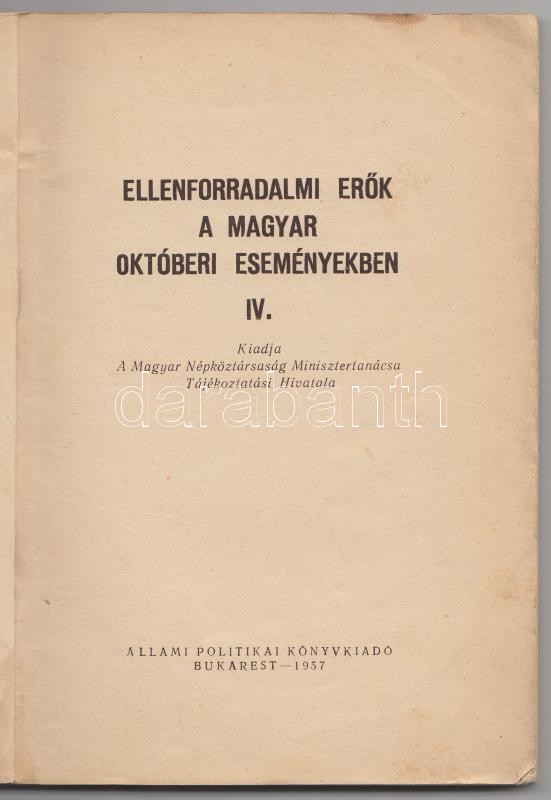 ELLENFORRADALMI ERŐK
A MAGYAR
OKTÓBERI ESEMÉNYEKBEN
IV.
Kiadja
A Magyar Népköztársaság Minisztertanácsa
Tájékoztatási Hivatala
darabanth
ÁLLAMI POLITIKAI KÖNYVKIADÓ
BUKAREST—1957